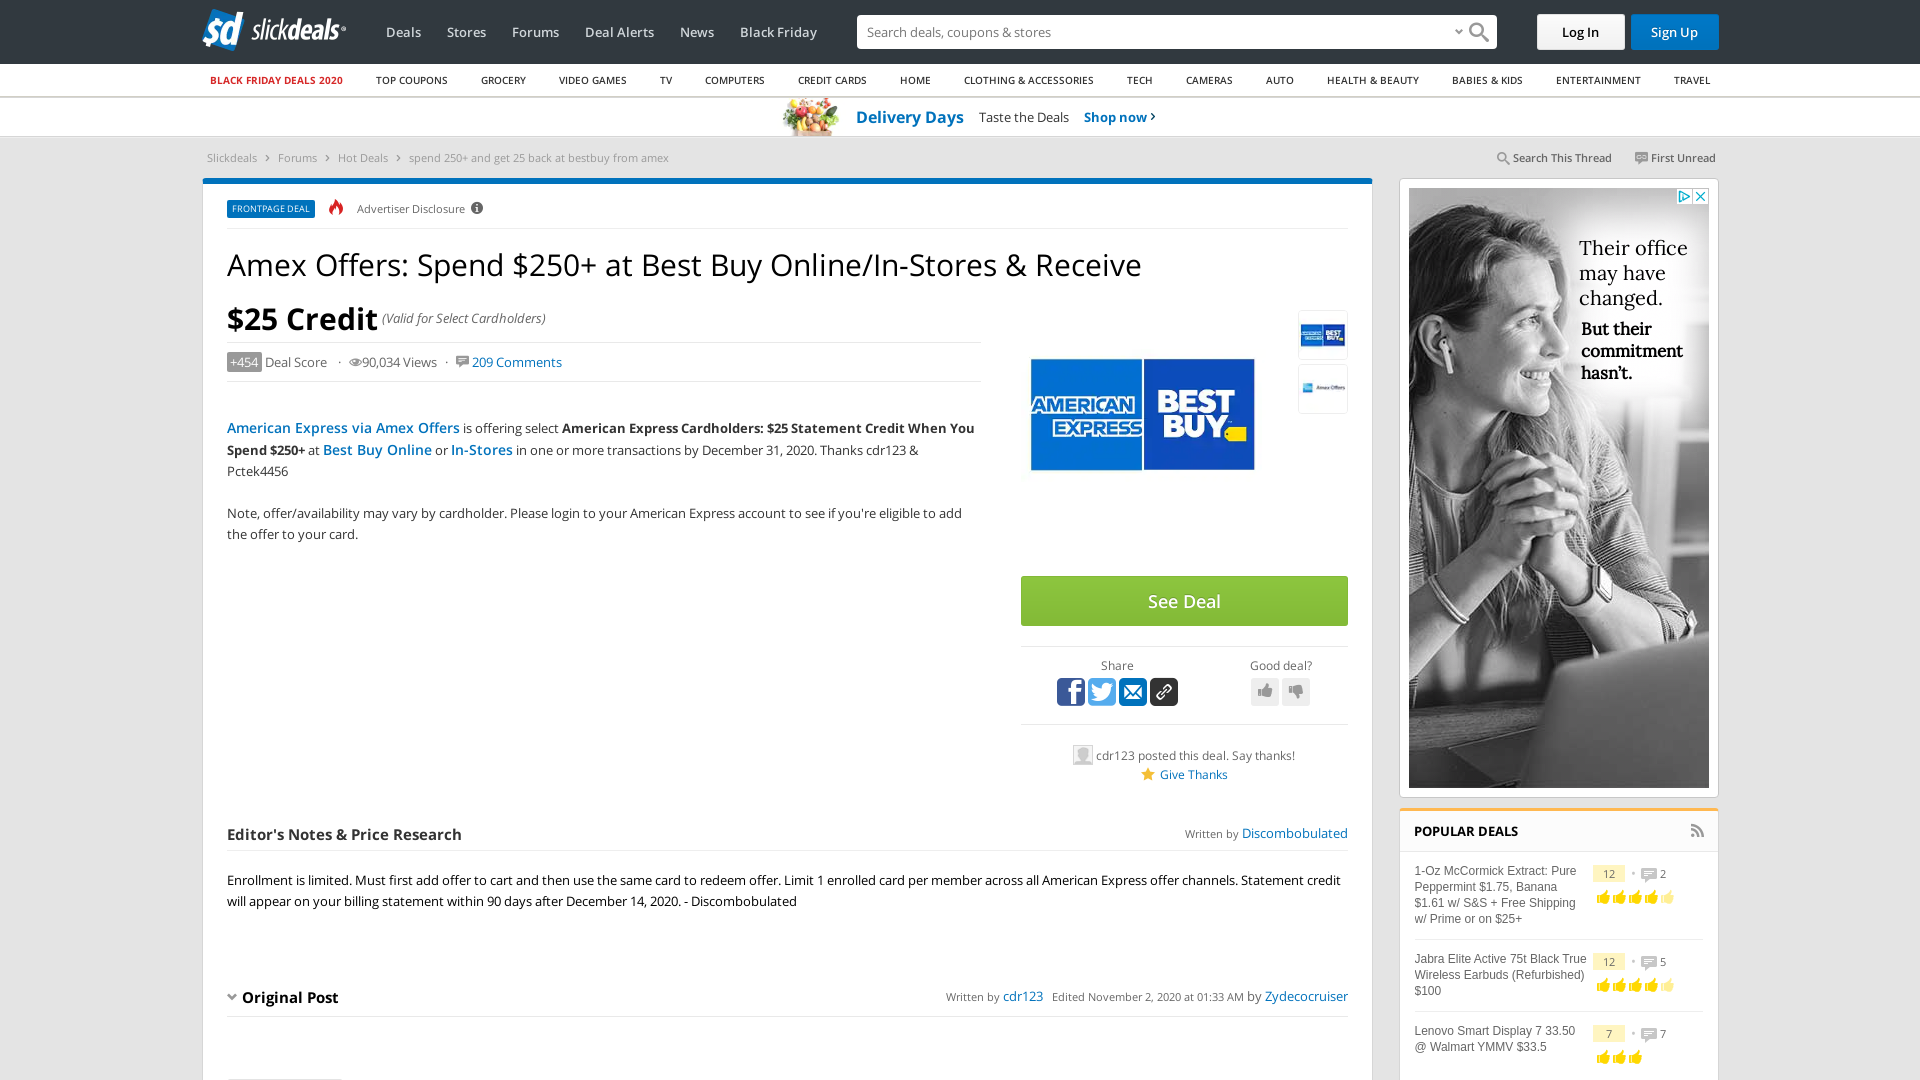 sd slickdeals
Deals
Stores
Forums
Deal Alerts
News
Black Friday
Search deals, coupons & stores
Log In
Sign Up
BLACK FRIDAY DEALS 2020
TOP COUPONS
GROCERY
VIDEO GAMES
TV
COMPUTERS
CREDIT CARDS
HOME
CLOTHING & ACCESSORIES
TECH
CAMERAS
AUTO
HEALTH & BEAUTY
BABIES & KIDS
ENTERTAINMENT
TRAVEL
Delivery Days Taste the Deals Shop now ›
Slickdeals › Forums › Hot Deals › spend 250+ and get 25 back at bestbuy from amex
Search This Thread
First Unread
FRONTPAGE DEAL
Advertiser Disclosure
Amex Offers: Spend $250+ at Best Buy Online/In-Stores & Receive
$25 Credit (Valid for Select Cardholders)
+454 Deal Score · 90,034 Views · 209 Comments
American Express via Amex Offers is offering select American Express Cardholders: $25 Statement Credit When You
Spend $250+ at Best Buy Online or In-Stores in one or more transactions by December 31, 2020. Thanks cdr123 &
Pctek4456
Note, offer/availability may vary by cardholder. Please login to your American Express account to see if you're eligible to add
the offer to your card.
AMERICAN
EXPRESS
BEST
BUY
Amex Offers
See Deal
Share
Good deal?
cdr123 posted this deal. Say thanks!
Give Thanks
Editor's Notes & Price Research
Written by Discombobulated
Enrollment is limited. Must first add offer to cart and then use the same card to redeem offer. Limit 1 enrolled card per member across all American Express offer channels. Statement credit
will appear on your billing statement within 90 days after December 14, 2020. - Discombobulated
Original Post
Written by cdr123 Edited November 2, 2020 at 01:33 AM by Zydecocruiser
Their office
may have
changed.
But their
commitment
hasn't.
POPULAR DEALS
1-Oz McCormick Extract: Pure
Peppermint $1.75, Banana
$1.61 w/ S&S + Free Shipping
w/ Prime or on $25+
12 • 2
Jabra Elite Active 75t Black True
Wireless Earbuds (Refurbished)
$100
12 • 5
Lenovo Smart Display 7 33.50
@ Walmart YMMV $33.5
7 • 7